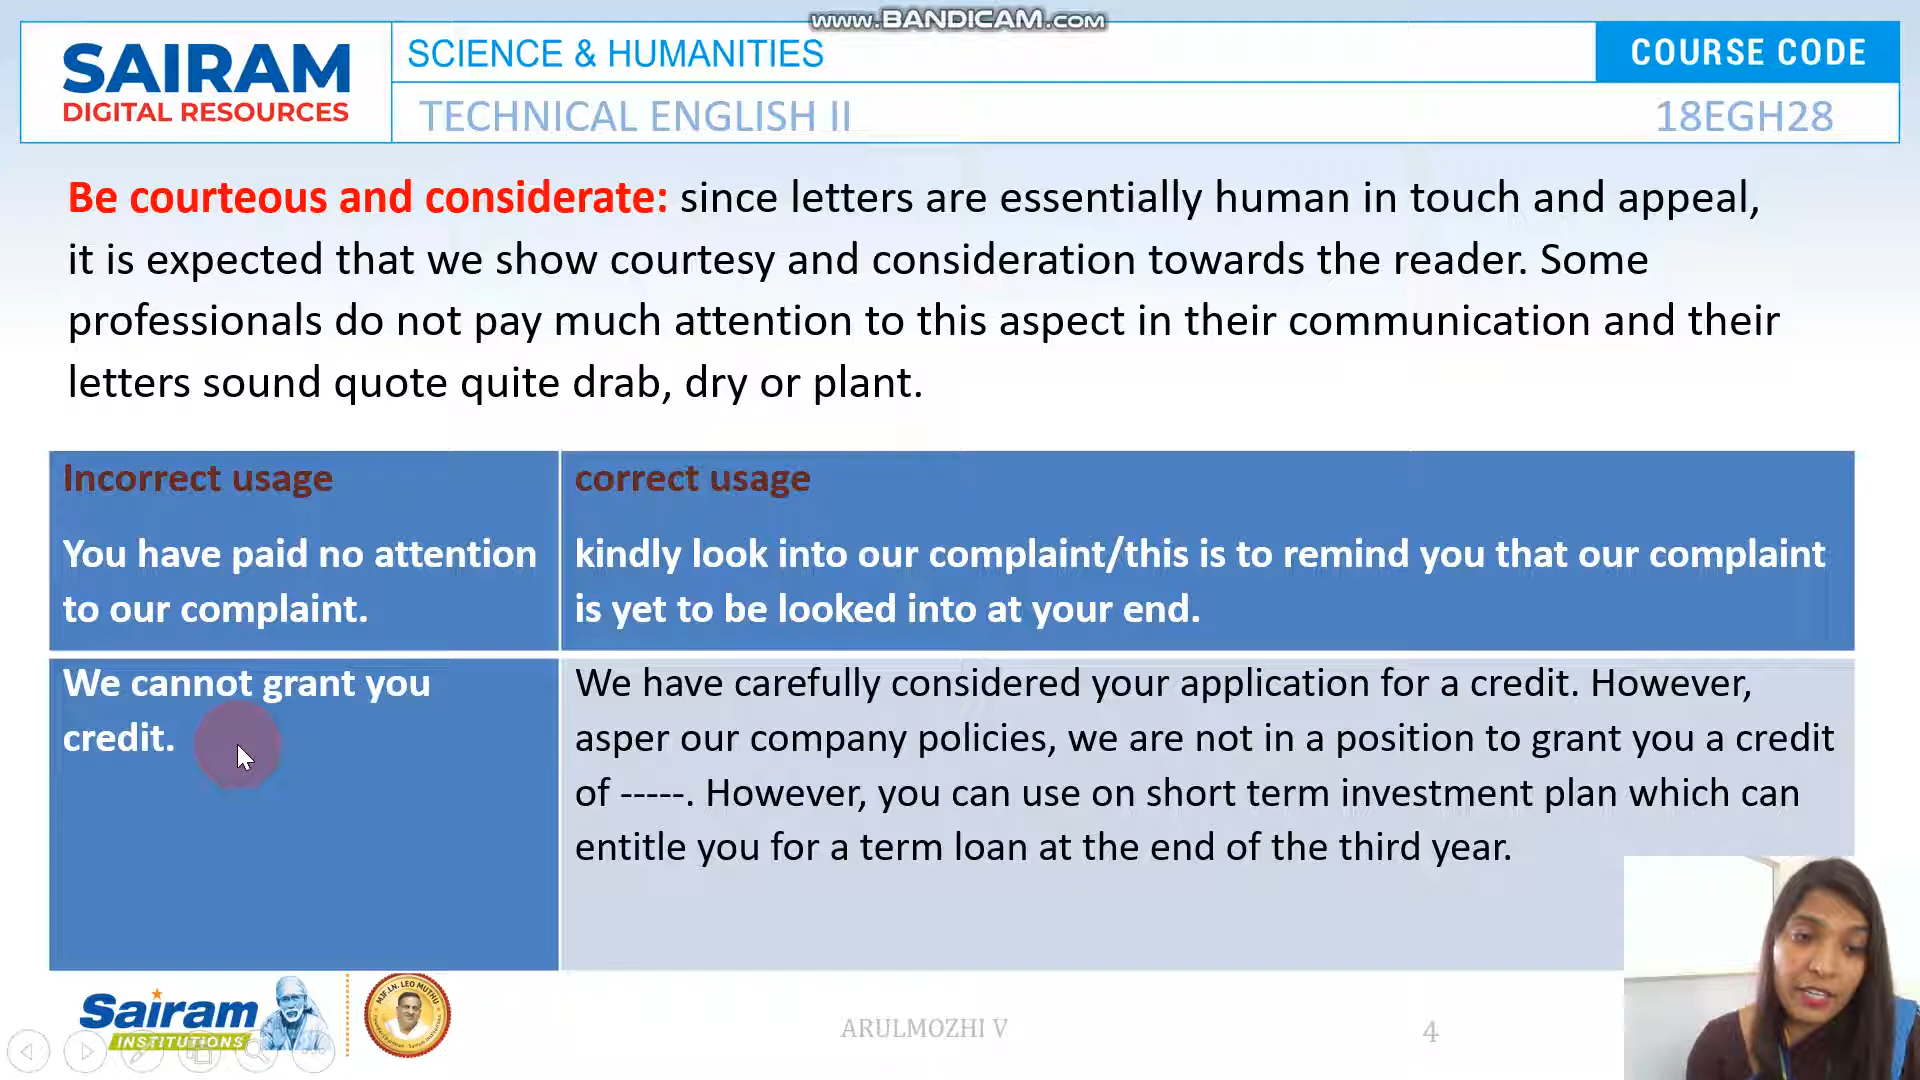 www.BANDICAM.com
SAIRAM
DIGITAL RESOURCES
SCIENCE & HUMANITIES
COURSE CODE
TECHNICAL ENGLISH II
18EGH28
Be courteous and considerate: since letters are essentially human in touch and appeal,
it is expected that we show courtesy and consideration towards the reader. Some
professionals do not pay much attention to this aspect in their communication and their
letters sound quote quite drab, dry or plant.
Incorrect usage
You have paid no attention
to our complaint.
correct usage
kindly look into our complaint/this is to remind you that our complaint
is yet to be looked into at your end.
We cannot grant you
credit.
We have carefully considered your application for a credit. However,
asper our company policies, we are not in a position to grant you a credit
of -----. However, you can use on short term investment plan which can
entitle you for a term loan at the end of the third year.
Sairam
INSTITUTIONS
MJF.LN. LEO MUTHU
ARULMOZHI V
4